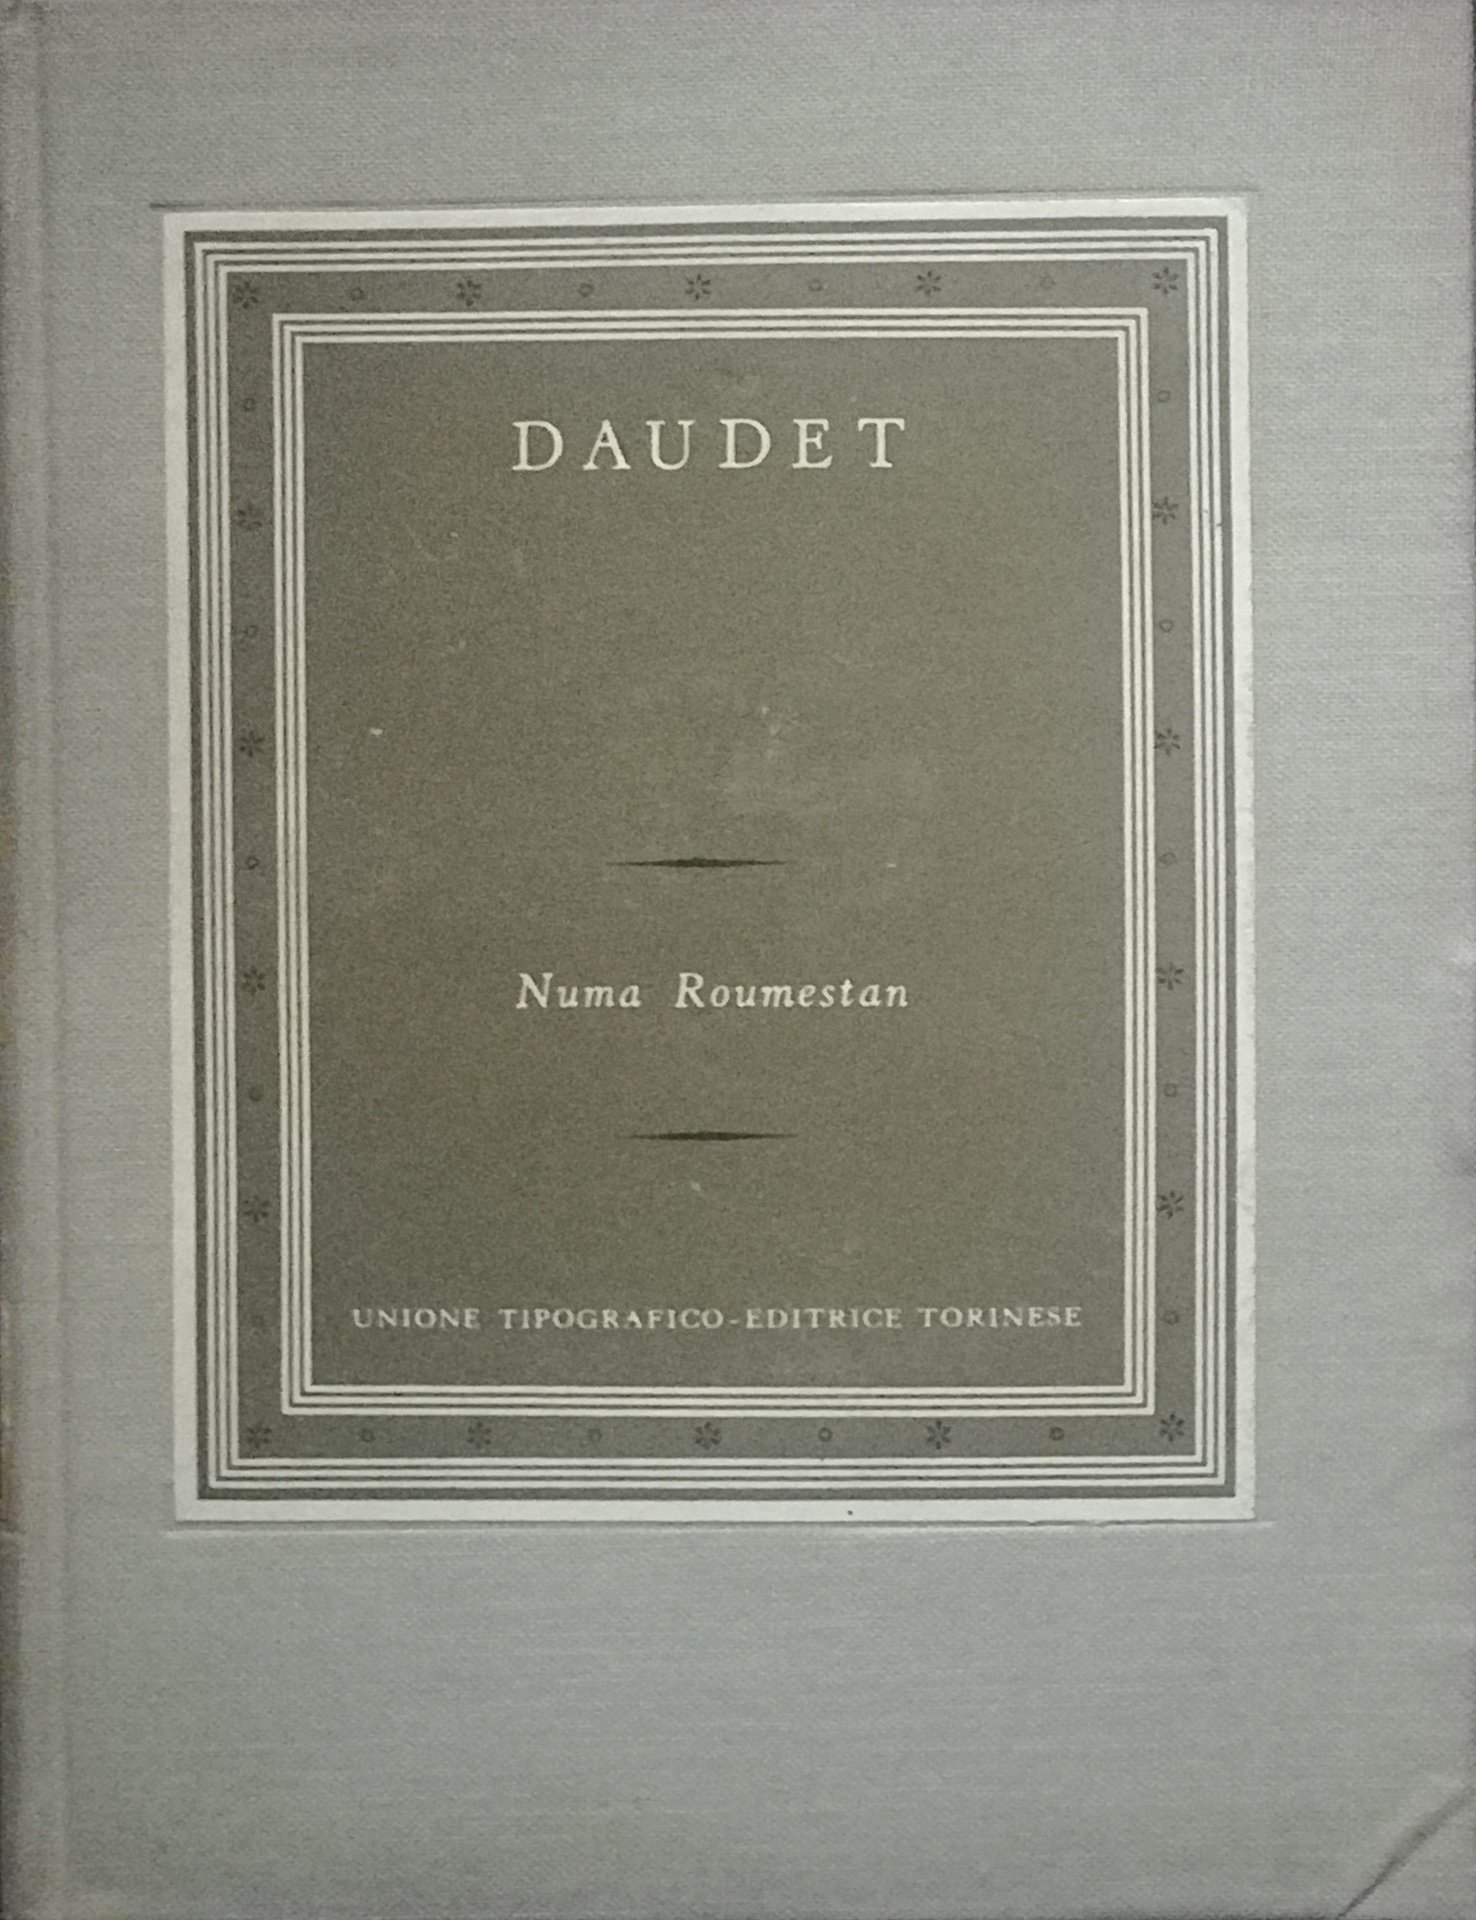 DAUDET
Numa Roumestan
UNIONE TIPOGRAFICO-EDITRICE TORINESE